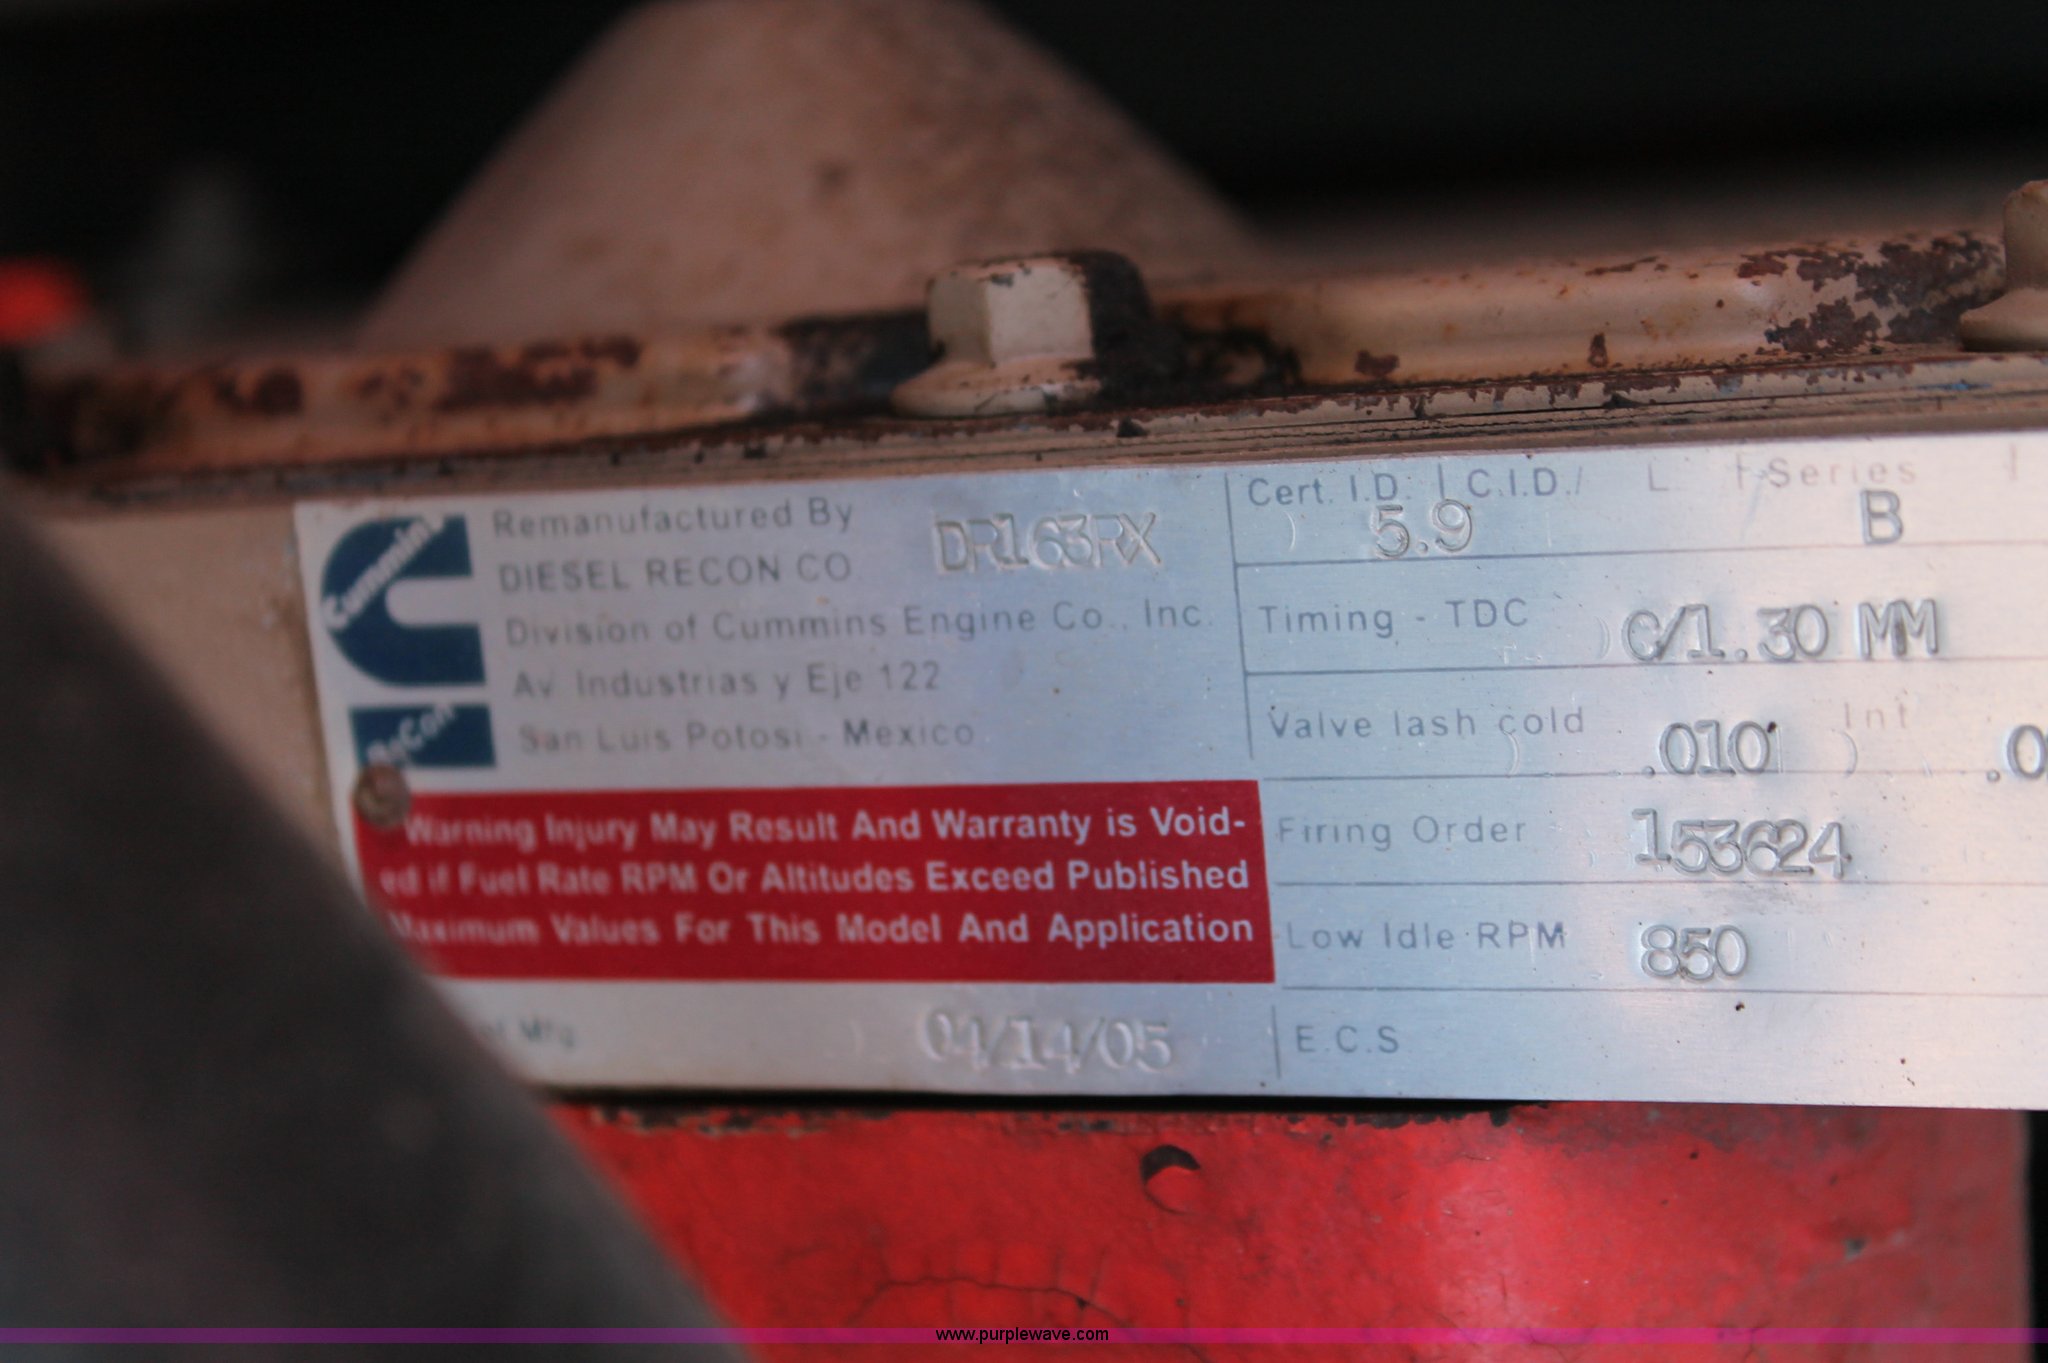 Cummins
ReCon
Remanufactured By DR163RX
DIESEL RECON CO
Division of Cummins Engine Co., Inc.
Av Industrias y Eje 122
San Luis Potosi - Mexico
Warning Injury May Result And Warranty is Void-
ed if Fuel Rate RPM Or Altitudes Exceed Published
Maximum Values For This Model And Application
Mfg 04/14/05
Cert. I.D. C.I.D./ L Series
5.9 B
Timing - TDC C/1.30 MM
Valve lash cold .010 Int .0
Firing Order 153624
Low Idle RPM 850
E.C.S
www.purplewave.com